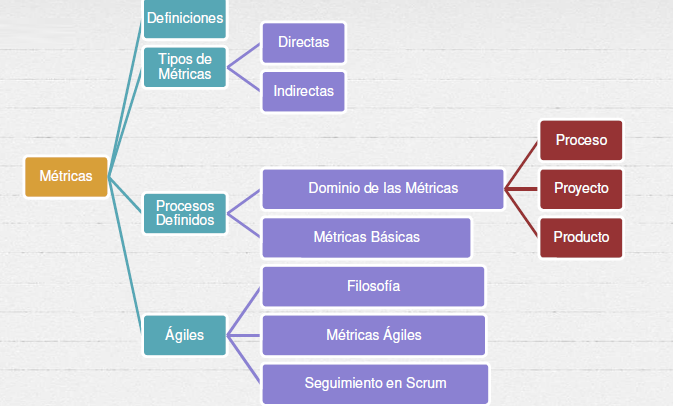 Definiciones
Tipos de
Métricas
Directas
Indirectas
Métricas
Procesos
Definidos
Dominio de las Métricas
Proceso
Proyecto
Producto
Métricas Básicas
Ágiles
Filosofía
Métricas Ágiles
Seguimiento en Scrum